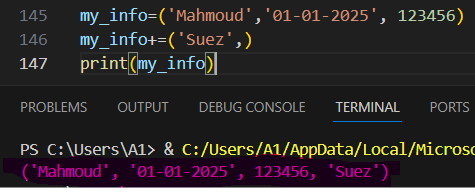 145 my_info=('Mahmoud','01-01-2025', 123456)
146 my_info+=('Suez',)
147 print(my_info)
PROBLEMS OUTPUT DEBUG CONSOLE TERMINAL PORTS
PS C:\Users\A1> & C:/Users/A1/AppData/Local/Microso
('Mahmoud', '01-01-2025', 123456, 'Suez')